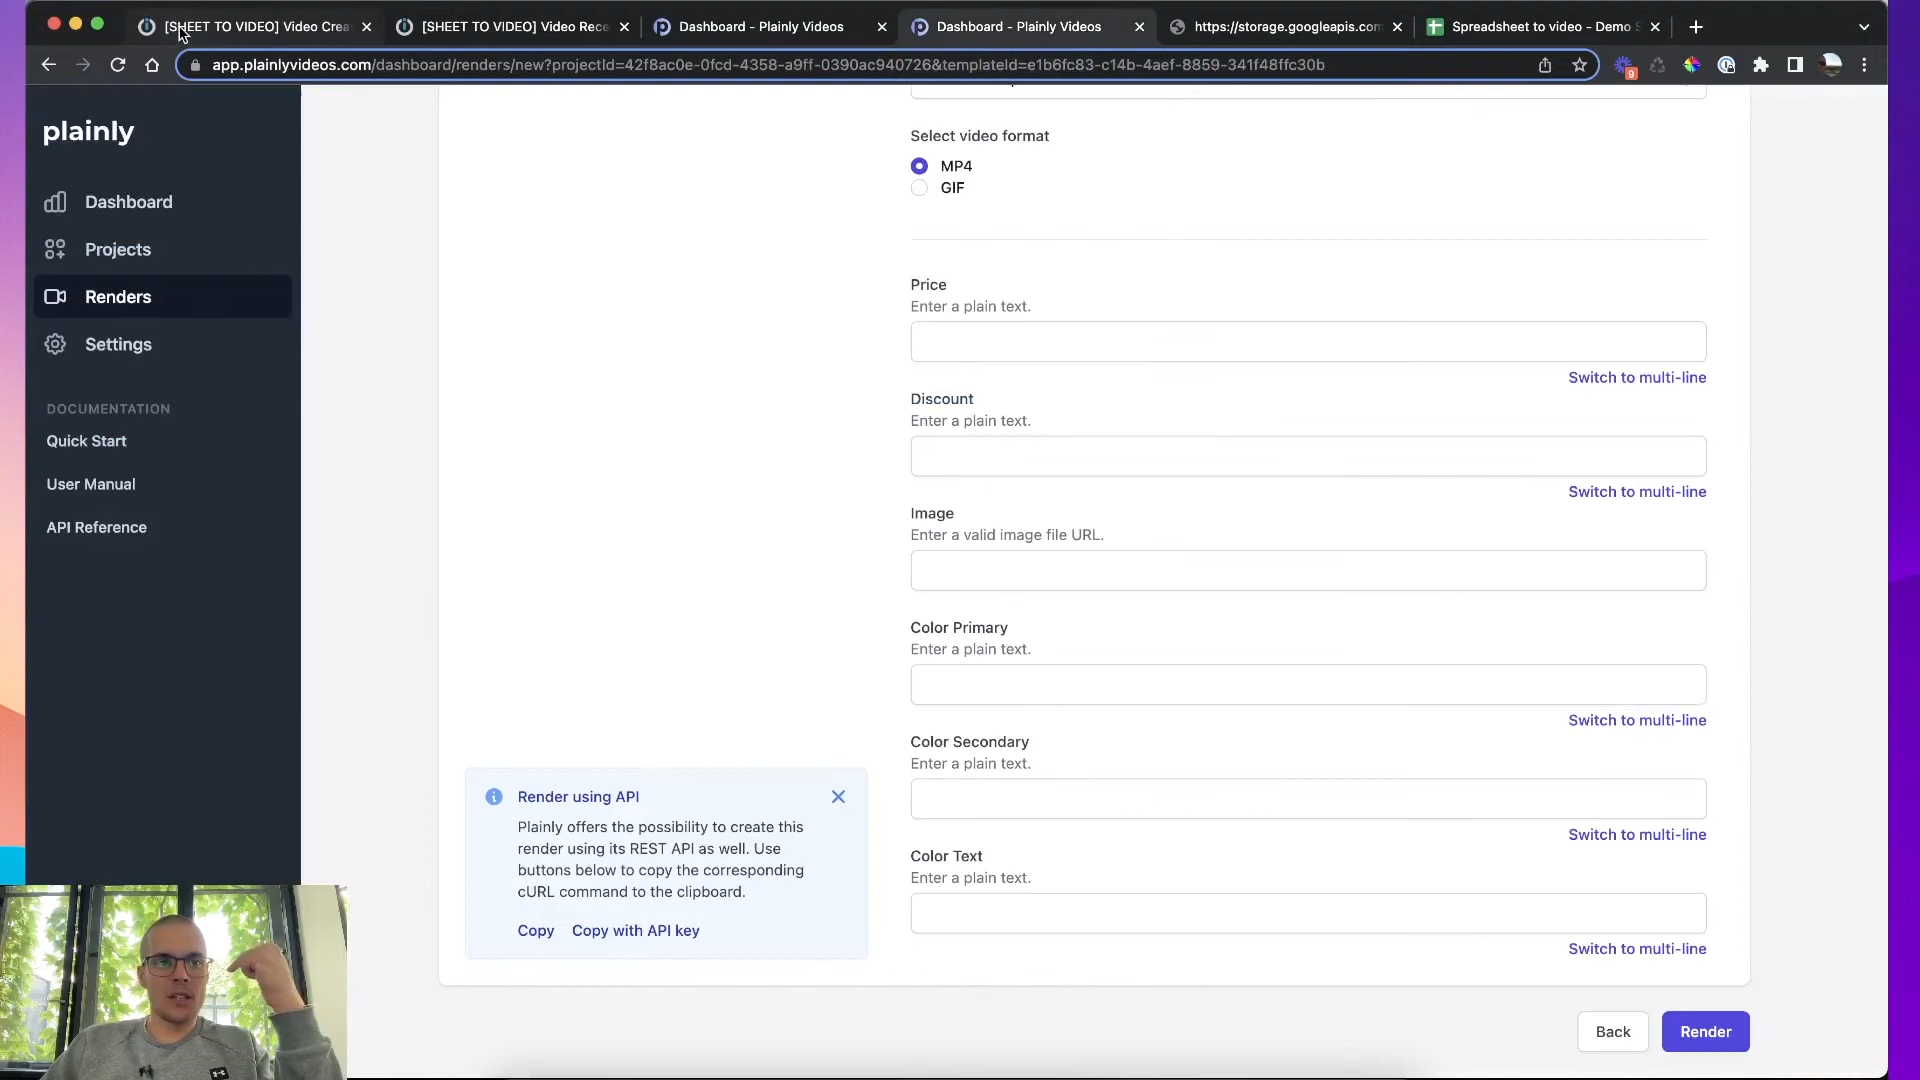 [SHEET TO VIDEO] Video Crea
[SHEET TO VIDEO] Video Rece
Dashboard - Plainly Videos
Dashboard - Plainly Videos
https://storage.googleapis.com
Spreadsheet to video - Demo S
app.plainlyvideos.com/dashboard/renders/new?projectId=42f8ac0e-0fcd-4358-a9ff-0390ac940726&templateId=e1b6fc83-c14b-4aef-8859-341f48ffc30b
9
plainly
Dashboard
Projects
Renders
Settings
DOCUMENTATION
Quick Start
User Manual
API Reference
Select video format
MP4
GIF
Price
Enter a plain text.
Switch to multi-line
Discount
Enter a plain text.
Switch to multi-line
Image
Enter a valid image file URL.
Color Primary
Enter a plain text.
Switch to multi-line
Color Secondary
Enter a plain text.
Switch to multi-line
Color Text
Enter a plain text.
Switch to multi-line
Render using API
Plainly offers the possibility to create this
render using its REST API as well. Use
buttons below to copy the corresponding
cURL command to the clipboard.
Copy Copy with API key
Back
Render